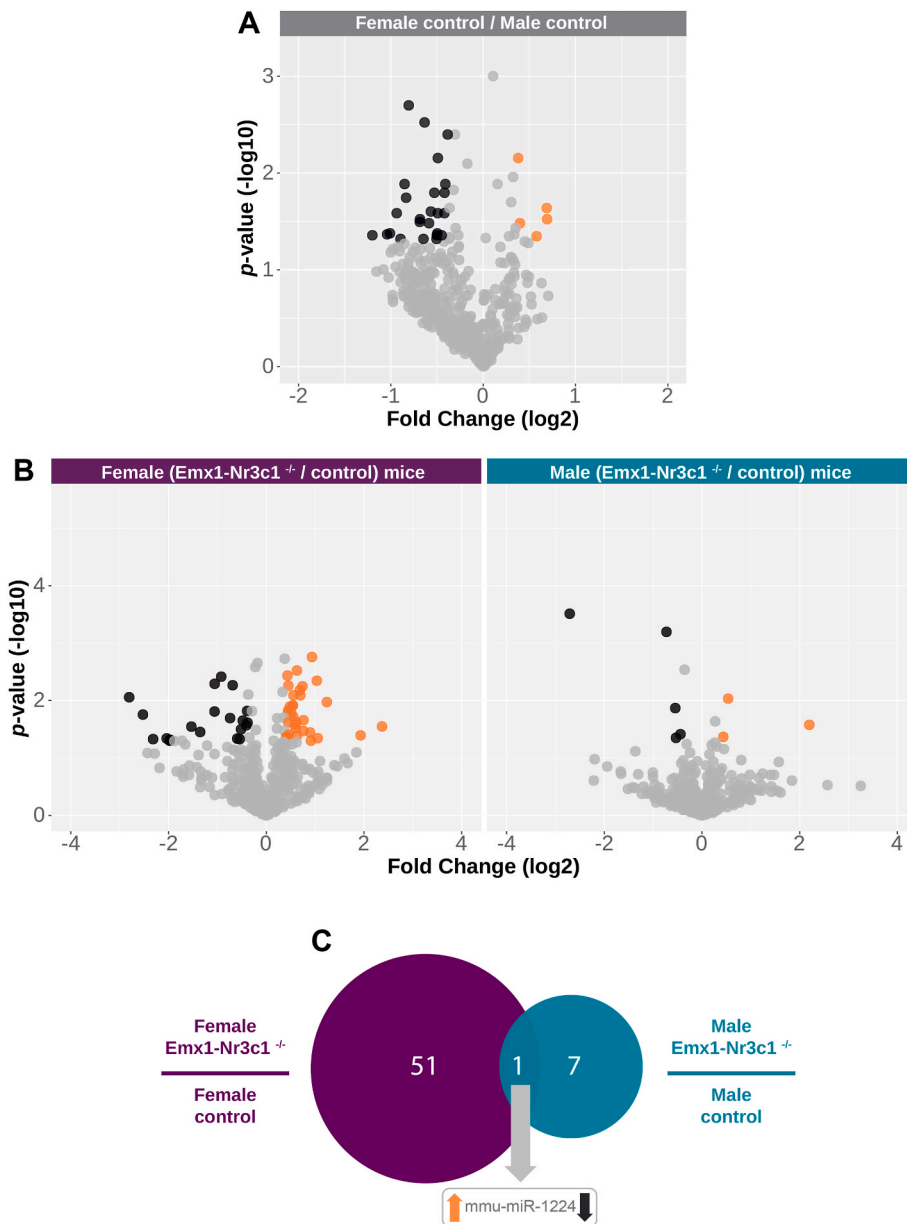 A
Female control / Male control
3
2
1
0
p-value (-log10)
-2 -1 0 1 2
Fold Change (log2)
B
Female (Emx1-Nr3c1 -/- / control) mice
Male (Emx1-Nr3c1 -/- / control) mice
4
2
0
p-value (-log10)
-4 -2 0 2 4
-4 -2 0 2 4
Fold Change (log2)
C
Female
Emx1-Nr3c1 -/-
Female
control
51
1
7
Male
Emx1-Nr3c1 -/-
Male
control
mmu-miR-1224